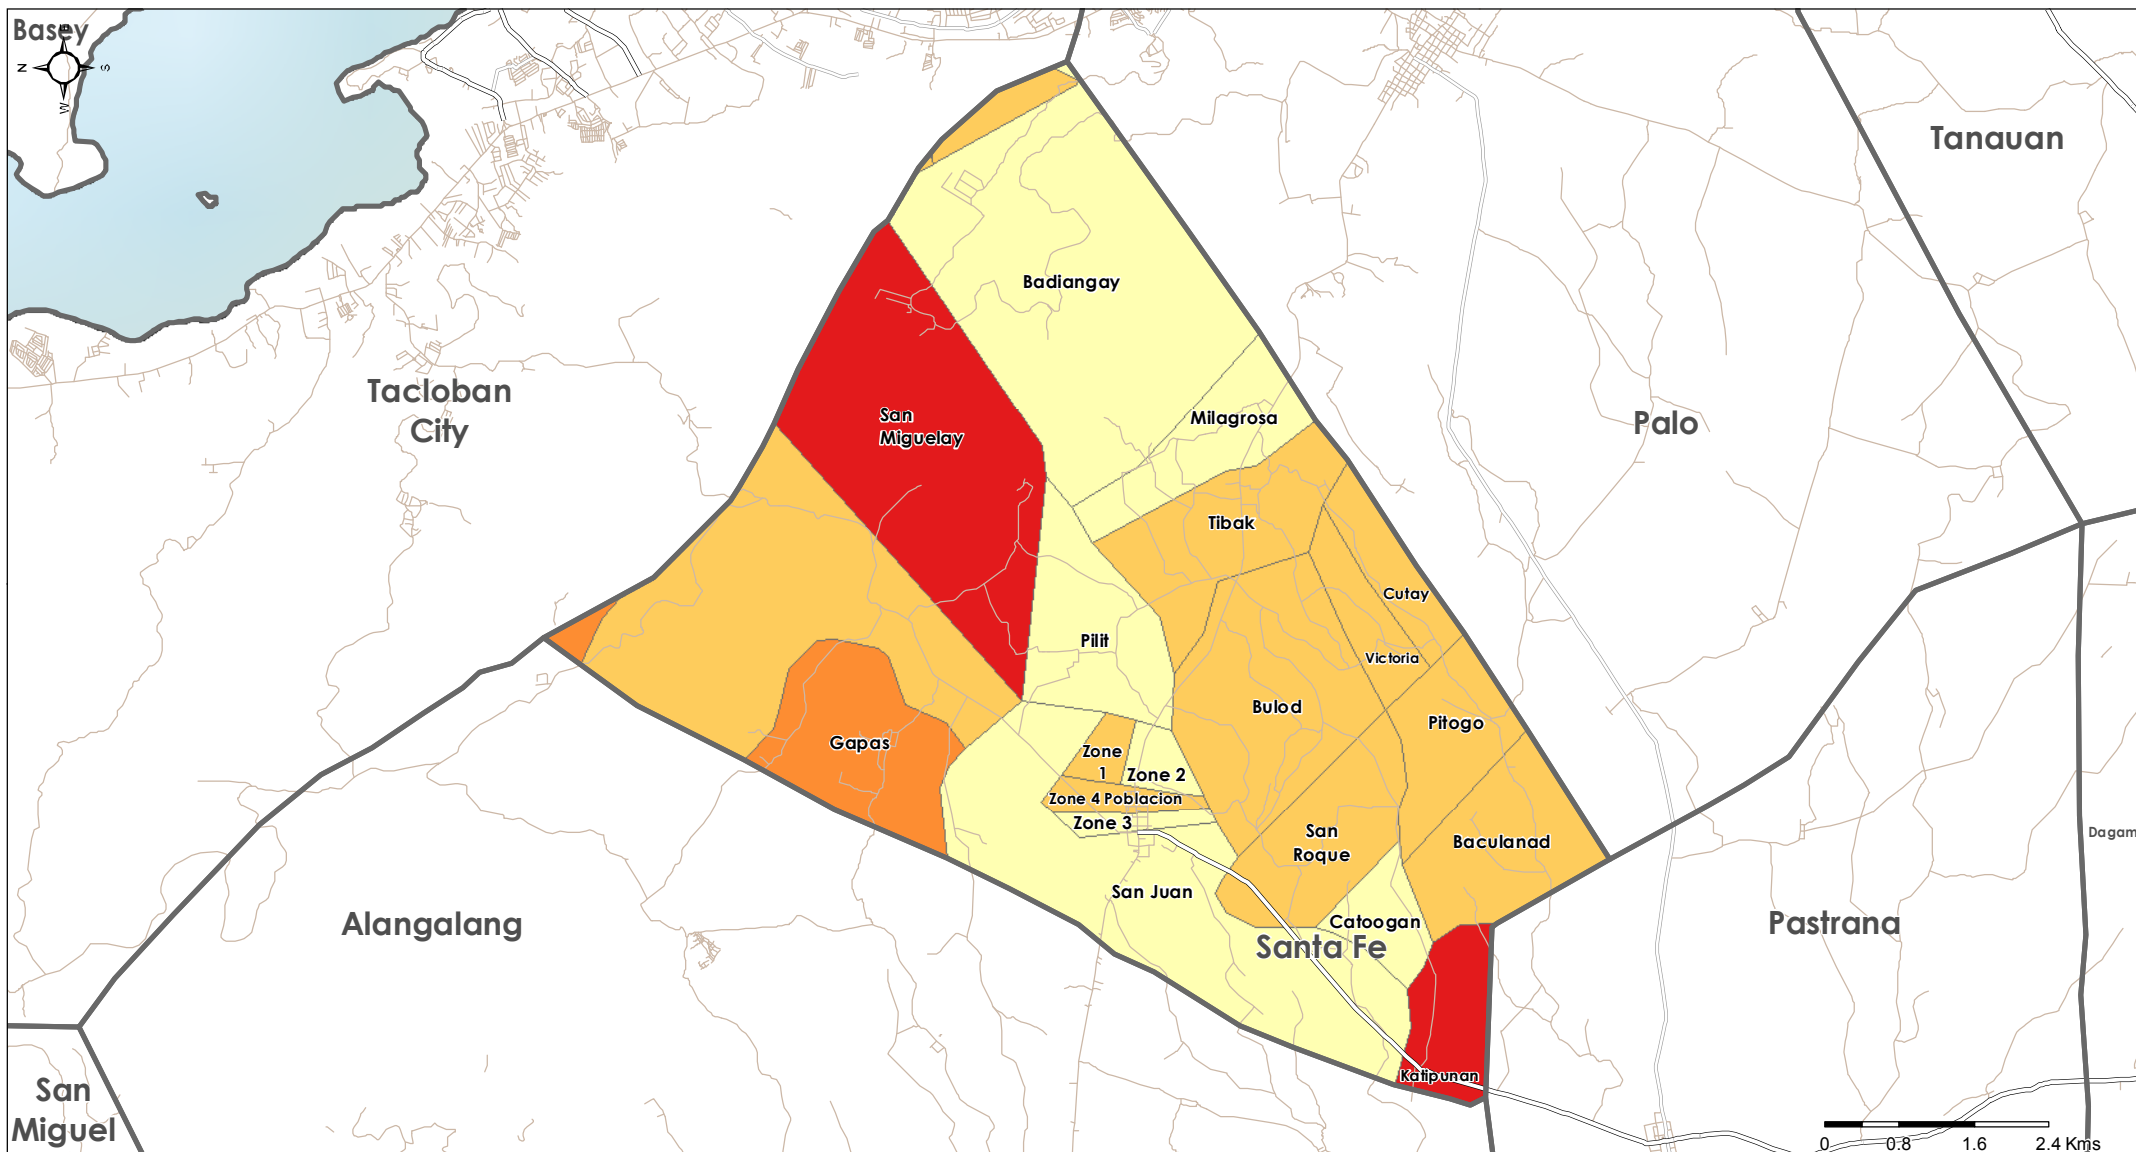 Basey
E
N
S
W
Tanauan
Badiangay
Tacloban
City
San
Miguelay
Milagrosa
Palo
Tibak
Cutay
Pilit
Victoria
Bulod
Pitogo
Gapas
Zone
1
Zone 2
Zone 4 Poblacion
Zone 3
San
Roque
Baculanad
Dagam
San Juan
Catoogan
Alangalang
Santa Fe
Pastrana
Katipunan
San
Miguel
0 0.8 1.6 2.4 Kms